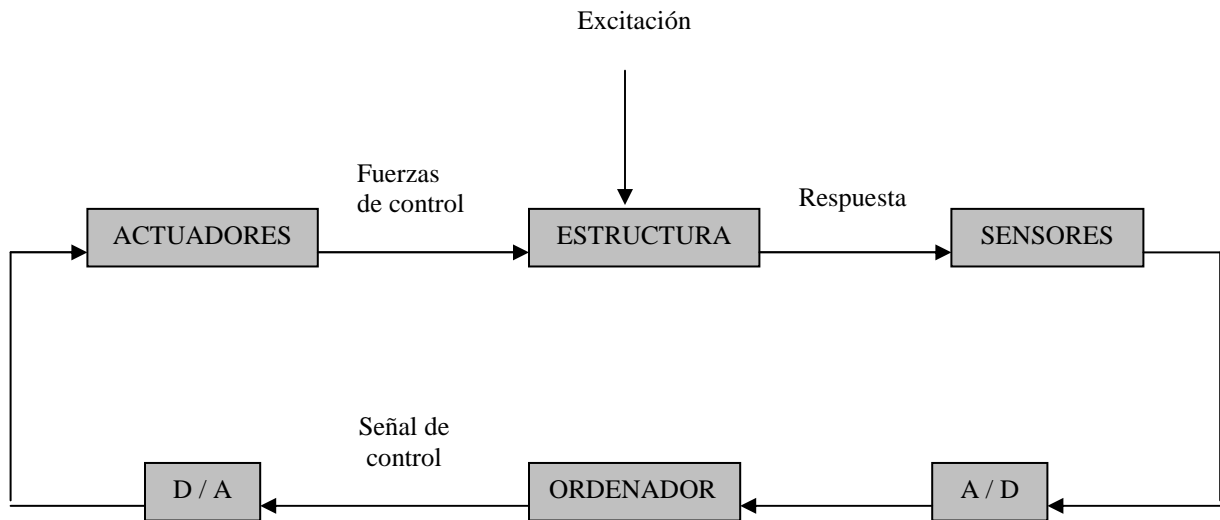 Excitación
Fuerzas
de control
Respuesta
ACTUADORES
ESTRUCTURA
SENSORES
Señal de
control
D / A
ORDENADOR
A / D